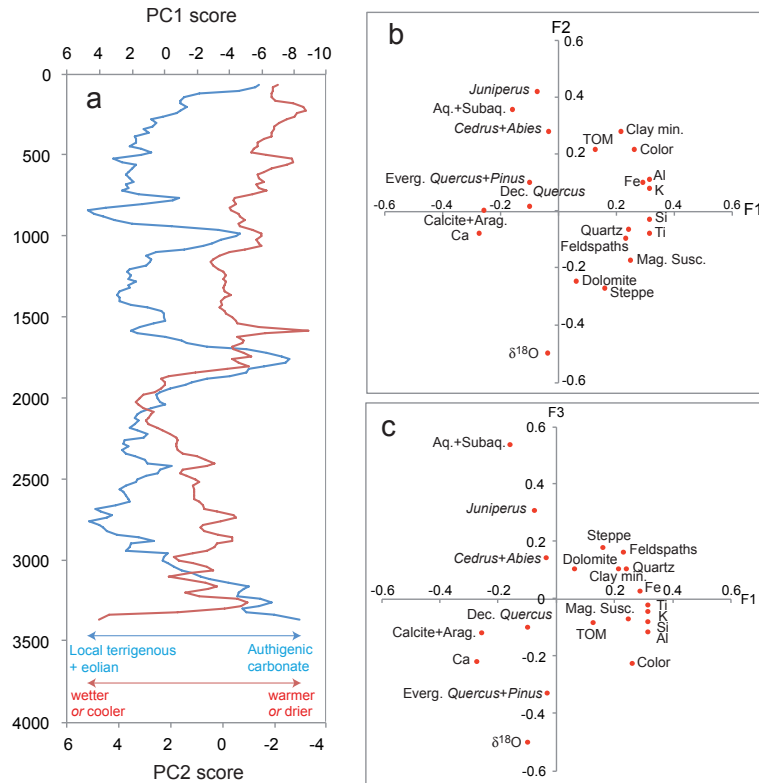 PC1 score
6 4 2 0 -2 -4 -6 -8 -10
0
500
1000
1500
2000
2500
3000
3500
4000
a
Local terrigenous
+ eolian
Authigenic
carbonate
wetter
or cooler
warmer
or drier
6 4 2 0 -2 -4
PC2 score
b
F2
0.6
Juniperus
0.4
Aq.+Subaq.
Cedrus+Abies
Clay min.
TOM
0.2
Color
Al
Everg. Quercus+Pinus
Fe
K
Dec. Quercus
F1
-0.6 -0.4 -0.2 0 0.2 0.4 0.6
Calcite+Arag.
Si
Quartz
Ti
Ca
Feldspaths
Mag. Susc.
-0.2
Dolomite
Steppe
-0.4
δ18O
-0.6
c
F3
0.6
Aq.+Subaq.
0.4
Juniperus
Steppe
0.2
Feldspaths
Cedrus+Abies
Dolomite
Quartz
Clay min.
Fe
F1
-0.6 -0.4 -0.2 0 0.2 0.4 0.6
Dec. Quercus
Mag. Susc.
Ti
K
Calcite+Arag.
TOM
Si
Al
-0.2
Ca
Color
Everg. Quercus+Pinus
-0.4
δ18O
-0.6